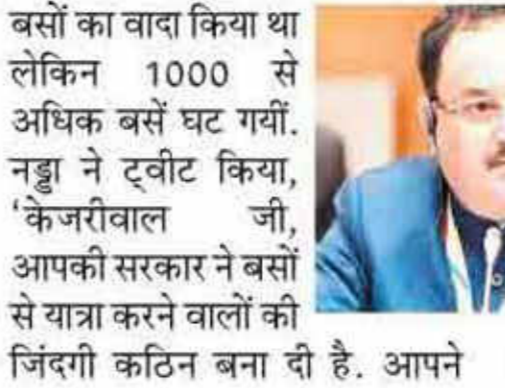 बसों का वादा किया था
लेकिन 1000 से
अधिक बसें घट गयीं.
नड्डा ने ट्वीट किया,
‘केजरीवाल जी,
आपकी सरकार ने बसों
से यात्रा करने वालों की
जिंदगी कठिन बना दी है. आपने